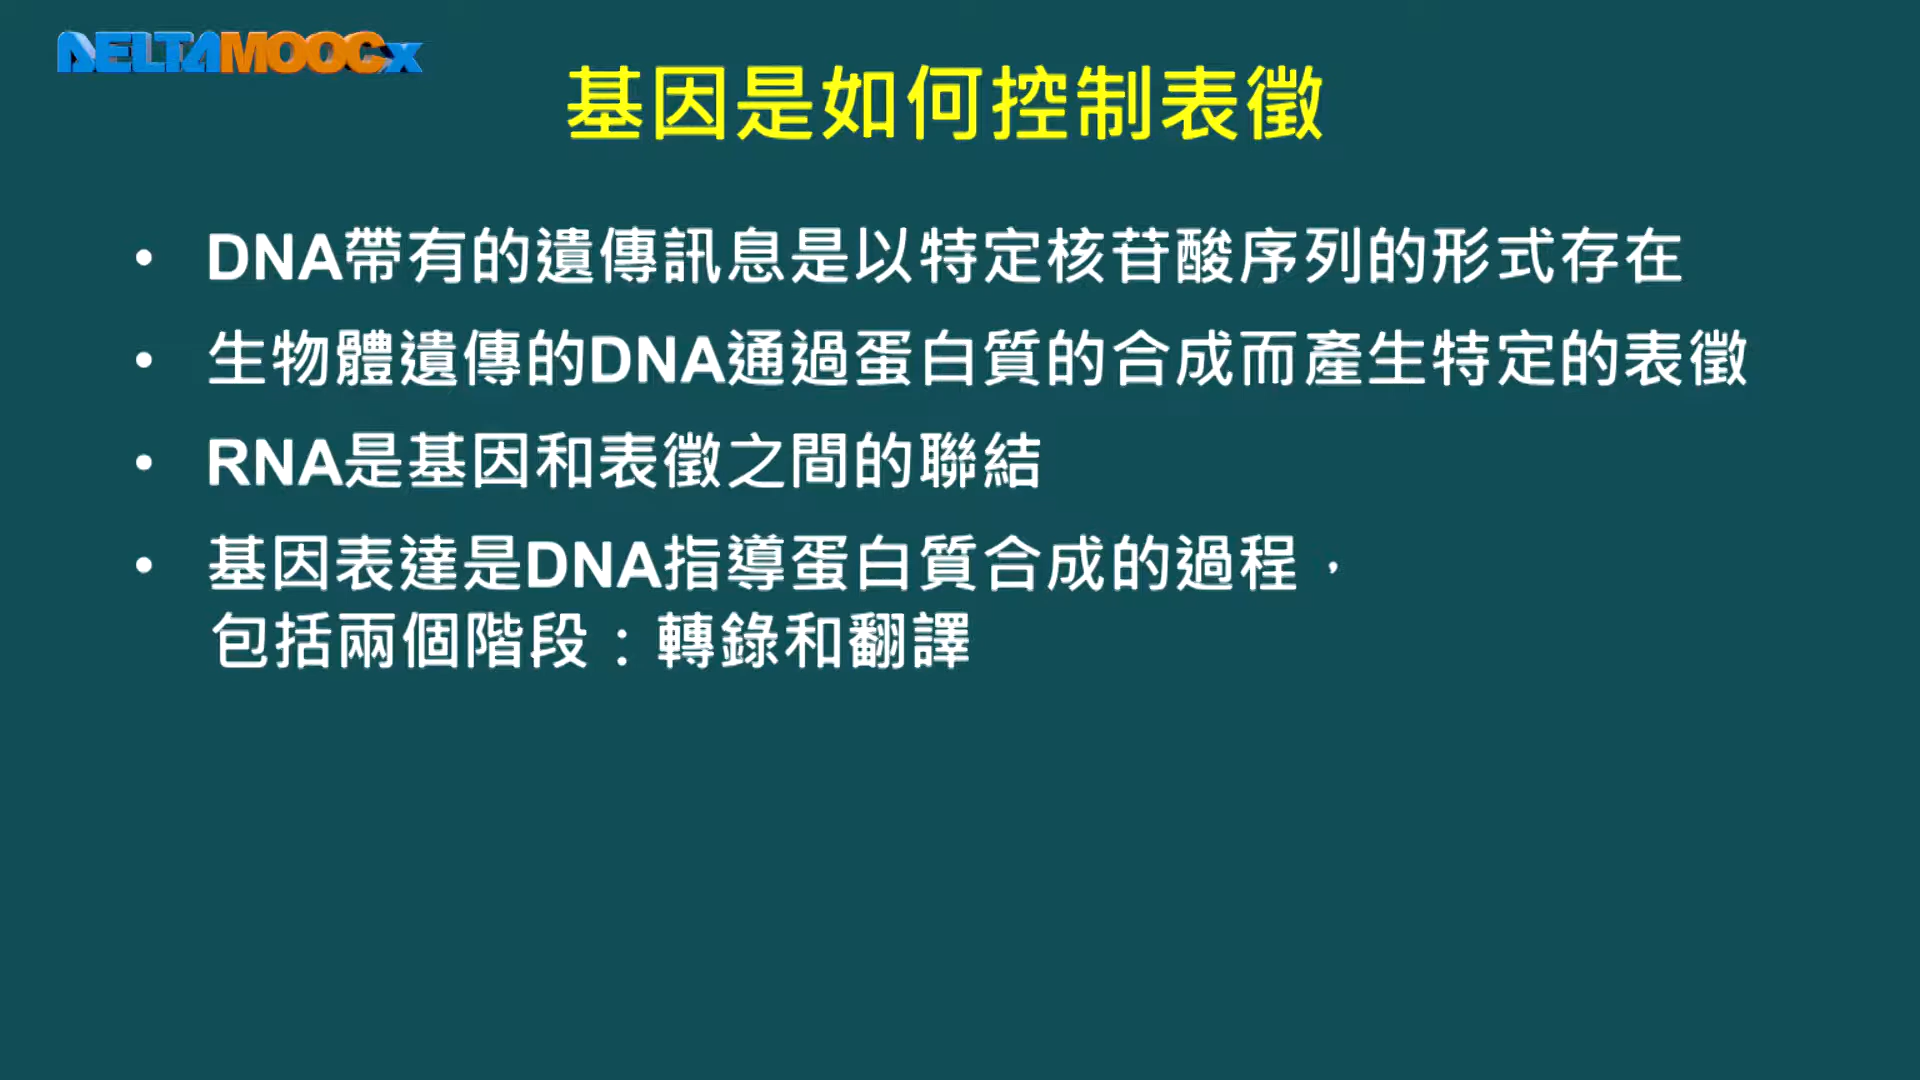 DELTAMOOCx
基因是如何控制表徵
• DNA帶有的遺傳訊息是以特定核苷酸序列的形式存在
• 生物體遺傳的DNA通過蛋白質的合成而產生特定的表徵
• RNA是基因和表徵之間的聯結
• 基因表達是DNA指導蛋白質合成的過程，
包括兩個階段：轉錄和翻譯